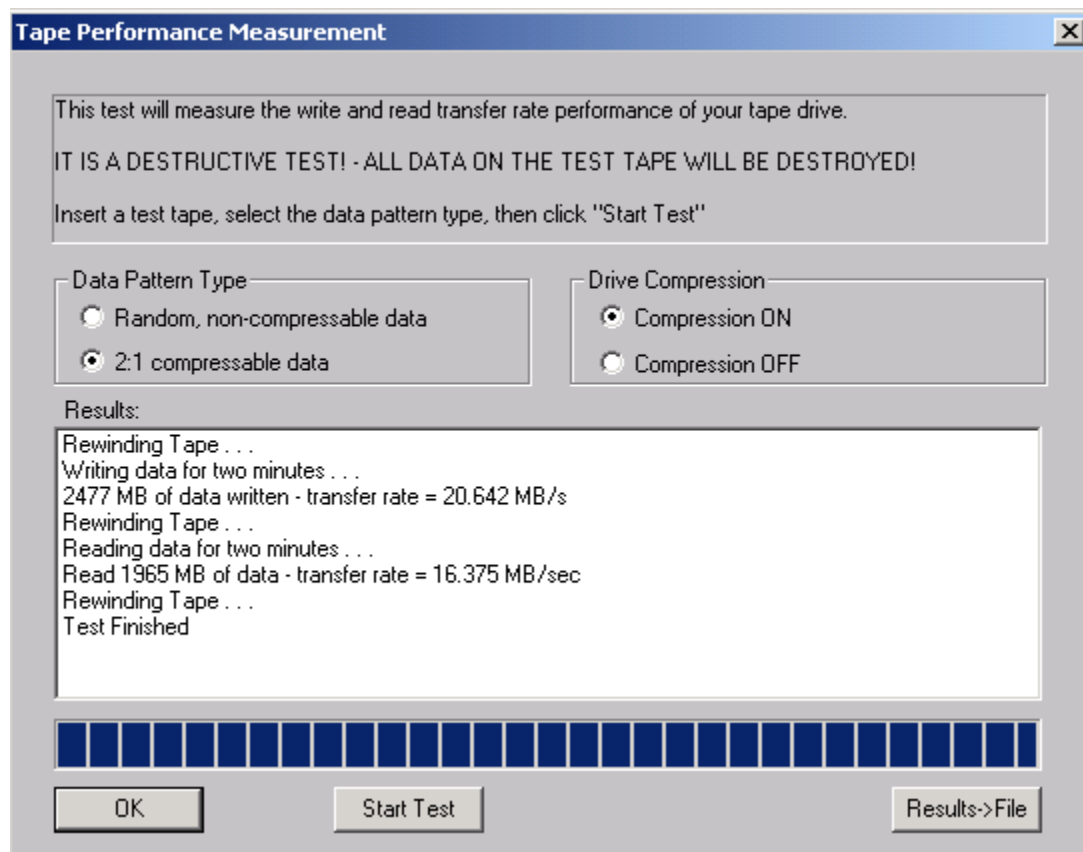 Tape Performance Measurement
This test will measure the write and read transfer rate performance of your tape drive.
IT IS A DESTRUCTIVE TEST! - ALL DATA ON THE TEST TAPE WILL BE DESTROYED!
Insert a test tape, select the data pattern type, then click "Start Test"
Data Pattern Type
Random, non-compressable data
2:1 compressable data
Drive Compression
Compression ON
Compression OFF
Results:
Rewinding Tape . . .
Writing data for two minutes . . .
2477 MB of data written - transfer rate = 20.642 MB/s
Rewinding Tape . . .
Reading data for two minutes . . .
Read 1965 MB of data - transfer rate = 16.375 MB/sec
Rewinding Tape . . .
Test Finished
OK
Start Test
Results->File